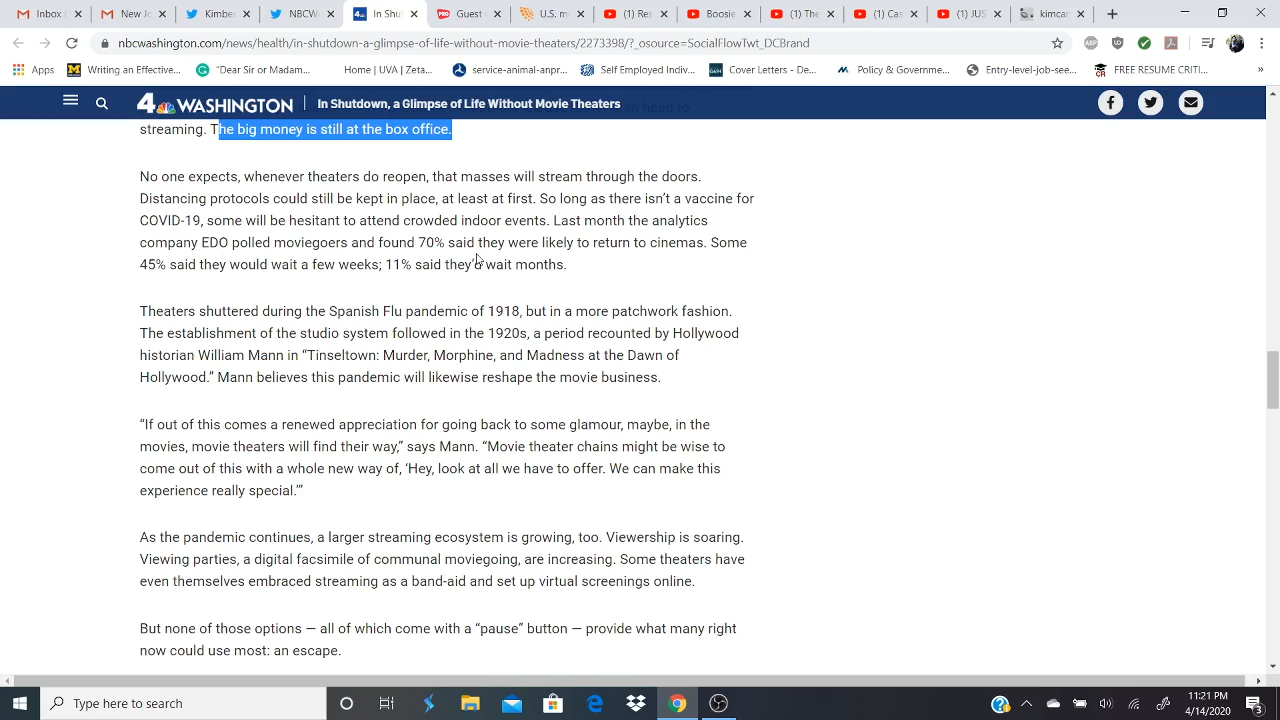 Gmail
Inbox
New Jo
Kimber
NBCW
In Shut
Guest
U.S. m
(1) Res
Boosie
(1) The
(1) Cas
(1) JUS
kimcar
nbcwashington.com/news/health/in-shutdown-a-glimpse-of-life-without-movie-theaters/2273398/?_osource=SocialFlowTwt_DCBrand
Apps
Writing an Effective...
"Dear Sir or Madam...
Home | UVA | Zeta...
service-animal-anpr...
Self Employed Indiv...
Cover Letters - De...
Policy & Governme...
Entry-level-job-see...
FREE RESUME CRITI...
»
4 WASHINGTON
In Shutdown, a Glimpse of Life Without Movie Theaters
an head to
streaming. The big money is still at the box office.
No one expects, whenever theaters do reopen, that masses will stream through the doors.
Distancing protocols could still be kept in place, at least at first. So long as there isn’t a vaccine for
COVID-19, some will be hesitant to attend crowded indoor events. Last month the analytics
company EDO polled moviegoers and found 70% said they were likely to return to cinemas. Some
45% said they would wait a few weeks; 11% said they’d wait months.
Theaters shuttered during the Spanish Flu pandemic of 1918, but in a more patchwork fashion.
The establishment of the studio system followed in the 1920s, a period recounted by Hollywood
historian William Mann in “Tinseltown: Murder, Morphine, and Madness at the Dawn of
Hollywood.” Mann believes this pandemic will likewise reshape the movie business.
“If out of this comes a renewed appreciation for going back to some glamour, maybe, in the
movies, movie theaters will find their way,” says Mann. “Movie theater chains might be wise to
come out of this with a whole new way of, ‘Hey, look at all we have to offer. We can make this
experience really special.’”
As the pandemic continues, a larger streaming ecosystem is growing, too. Viewership is soaring.
Viewing parties, a digital facsimile of communal moviegoing, are increasing. Some theaters have
even themselves embraced streaming as a band-aid and set up virtual screenings online.
But none of those options — all of which come with a “pause” button — provide what many right
now could use most: an escape.
Type here to search
11:21 PM
4/14/2020
3